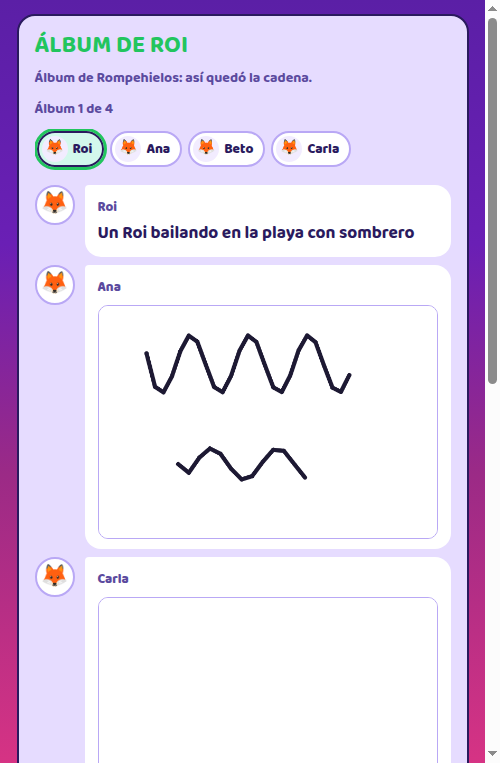 ÁLBUM DE ROI
Álbum de Rompehielos: así quedó la cadena.
Álbum 1 de 4
Roi Ana Beto Carla
Roi
Un Roi bailando en la playa con sombrero
Ana
Carla